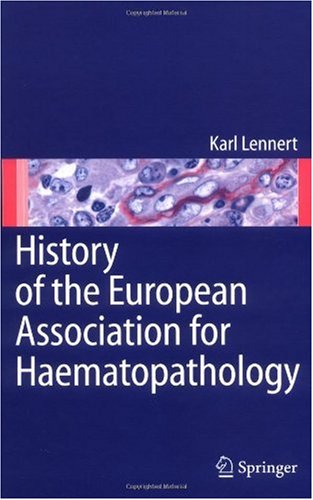 Karl Lennert
History
of the European
Association for
Haematopathology
Springer